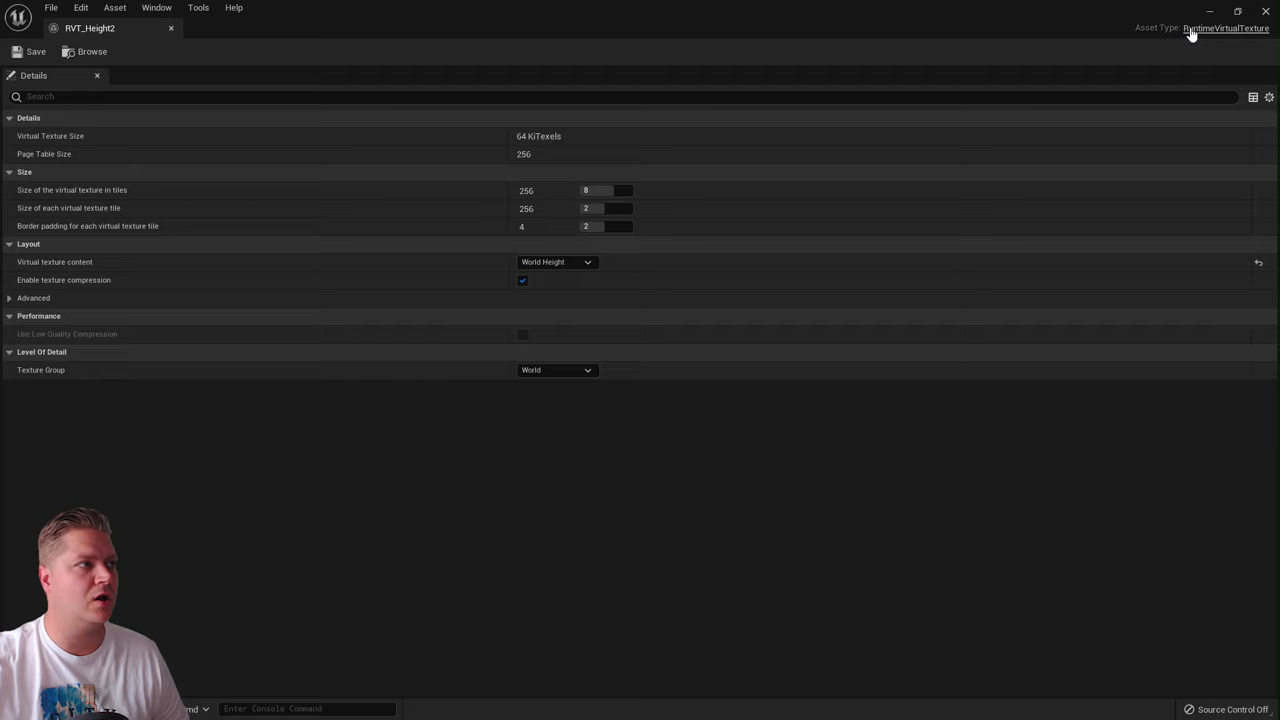 File Edit Asset Window Tools Help
RVT_Height2
Asset Type: RuntimeVirtualTexture
Save Browse
Details
Search
Details
Virtual Texture Size 64 KiTexels
Page Table Size 256
Size
Size of the virtual texture in tiles 256 8
Size of each virtual texture tile 256 2
Border padding for each virtual texture tile 4 2
Layout
Virtual texture content World Height
Enable texture compression
Advanced
Performance
Use Low Quality Compression
Level Of Detail
Texture Group World
md Enter Console Command Source Control Off